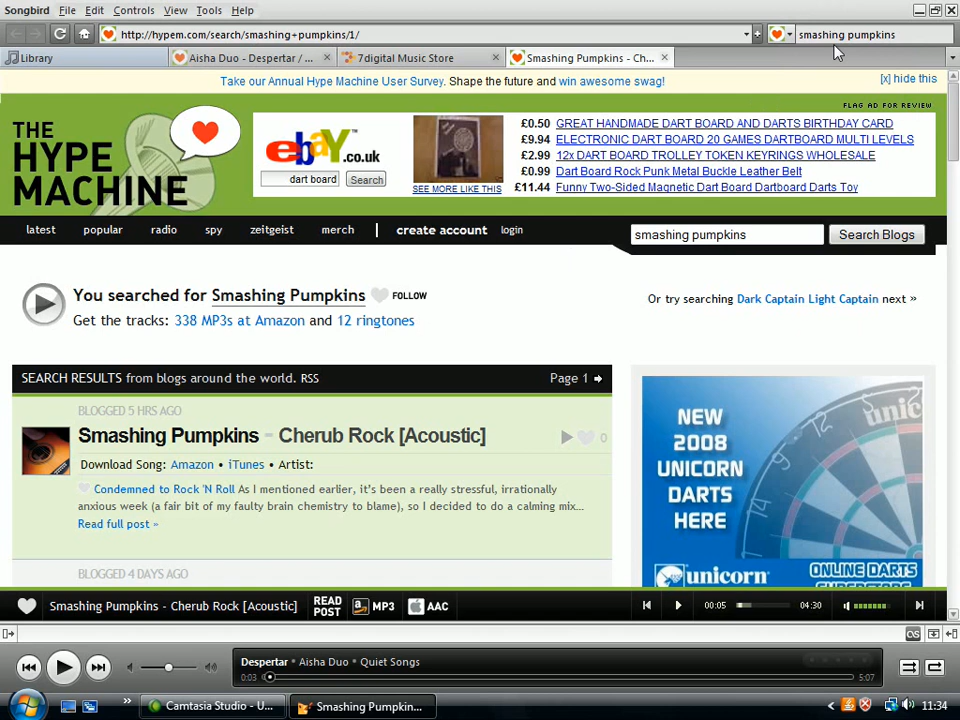 Songbird File Edit Controls View Tools Help
http://hypem.com/search/smashing+pumpkins/1/
smashing pumpkins
Library
Aisha Duo - Despertar / ...
7digital Music Store
Smashing Pumpkins - Ch...
Take our Annual Hype Machine User Survey. Shape the future and win awesome swag!
[x] hide this
FLAG AD FOR REVIEW
THE
HYPE
MACHINE
ebY.co.uk
dart board Search
SEE MORE LIKE THIS
£0.50 GREAT HANDMADE DART BOARD AND DARTS BIRTHDAY CARD
£9.94 ELECTRONIC DART BOARD 20 GAMES DARTBOARD MULTI LEVELS
£2.99 12x DART BOARD TROLLEY TOKEN KEYRINGS WHOLESALE
£0.99 Dart Board Rock Punk Metal Buckle Leather Belt
£11.44 Funny Two-Sided Magnetic Dart Board Dartboard Darts Toy
latest popular radio spy zeitgeist merch | create account login
smashing pumpkins Search Blogs
You searched for Smashing Pumpkins FOLLOW
Get the tracks: 338 MP3s at Amazon and 12 ringtones
Or try searching Dark Captain Light Captain next »
SEARCH RESULTS from blogs around the world. RSS
Page 1
BLOGGED 5 HRS AGO
Smashing Pumpkins - Cherub Rock [Acoustic]
0
Download Song: Amazon • iTunes • Artist:
Condemned to Rock 'N Roll As I mentioned earlier, it's been a really stressful, irrationally
anxious week (a fair bit of my faulty brain chemistry to blame), so I decided to do a calming mix...
Read full post »
BLOGGED 4 DAYS AGO
NEW
2008
UNICORN
DARTS
HERE
unicorn
ONLINE DARTS
SUPERSTORE
Smashing Pumpkins - Cherub Rock [Acoustic]
READ
POST
MP3
AAC
00:05
04:30
Despertar • Aisha Duo • Quiet Songs
0:03
5:07
Camtasia Studio - U...
Smashing Pumpkin...
11:34